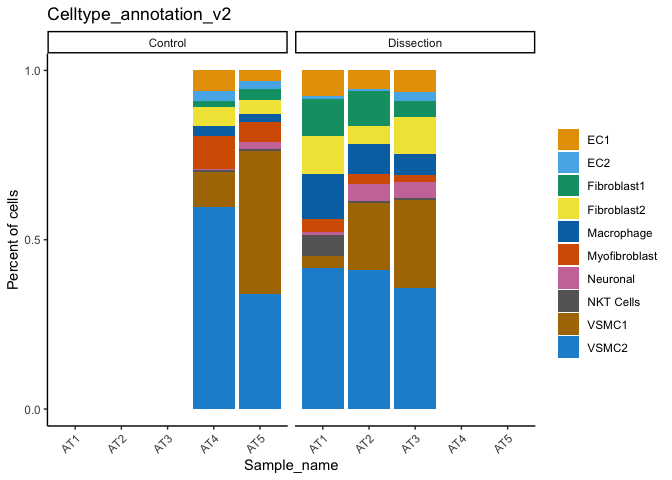 Celltype_annotation_v2
Control
Dissection
1.0
0.5
0.0
Percent of cells
AT1 AT2 AT3 AT4 AT5
AT1 AT2 AT3 AT4 AT5
Sample_name
EC1
EC2
Fibroblast1
Fibroblast2
Macrophage
Myofibroblast
Neuronal
NKT Cells
VSMC1
VSMC2